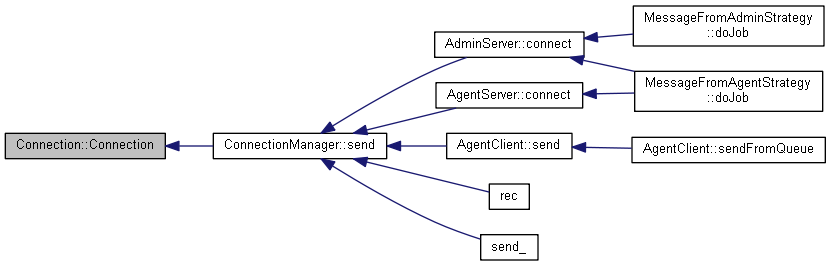 Connection::Connection
ConnectionManager::send
AdminServer::connect
MessageFromAdminStrategy
::doJob
AgentServer::connect
MessageFromAgentStrategy
::doJob
AgentClient::send
AgentClient::sendFromQueue
rec
send_